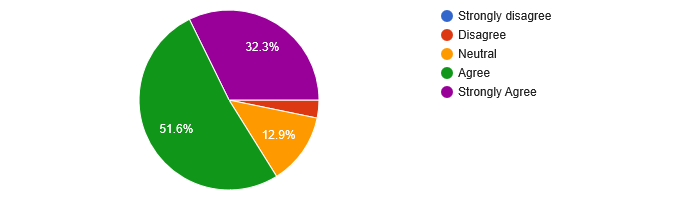 32.3%
51.6%
12.9%
Strongly disagree
Disagree
Neutral
Agree
Strongly Agree